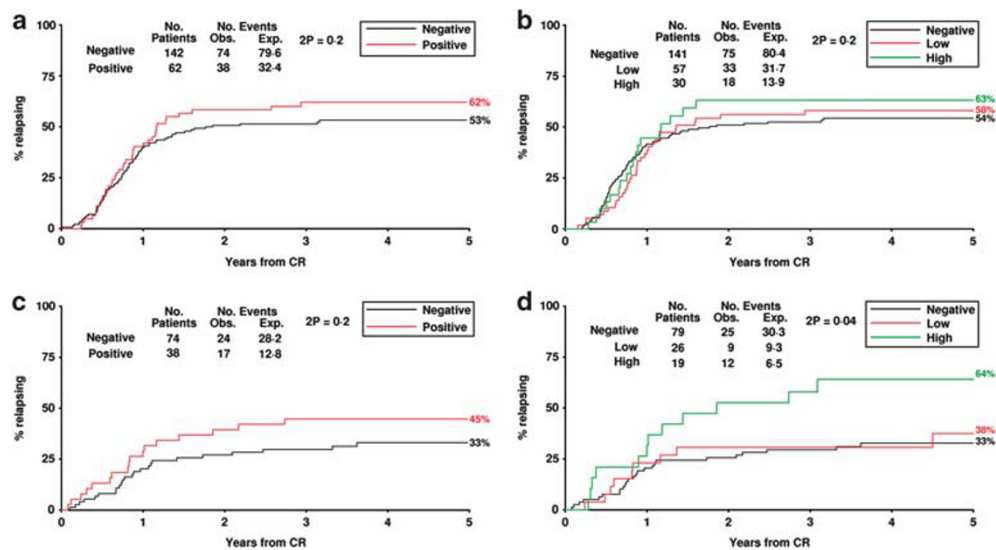 a
No. No. Events
Patients Obs. Exp.
Negative 142 74 79·6
Positive 62 38 32·4
2P = 0·2
Negative
Positive
100
75
50
25
0
% relapsing
62%
53%
0 1 2 3 4 5
Years from CR
b
No. No. Events
Patients Obs. Exp.
Negative 141 75 80·4
Low 57 33 31·7
High 30 18 13·9
2P = 0·2
Negative
Low
High
100
75
50
25
0
% relapsing
63%
58%
54%
0 1 2 3 4 5
Years from CR
c
No. No. Events
Patients Obs. Exp.
Negative 74 24 28·2
Positive 38 17 12·8
2P = 0·2
Negative
Positive
100
75
50
25
0
% relapsing
45%
33%
0 1 2 3 4 5
Years from CR
d
No. No. Events
Patients Obs. Exp.
Negative 79 25 30·3
Low 26 9 9·3
High 19 12 6·5
2P = 0·04
Negative
Low
High
100
75
50
25
0
% relapsing
64%
38%
33%
0 1 2 3 4 5
Years from CR